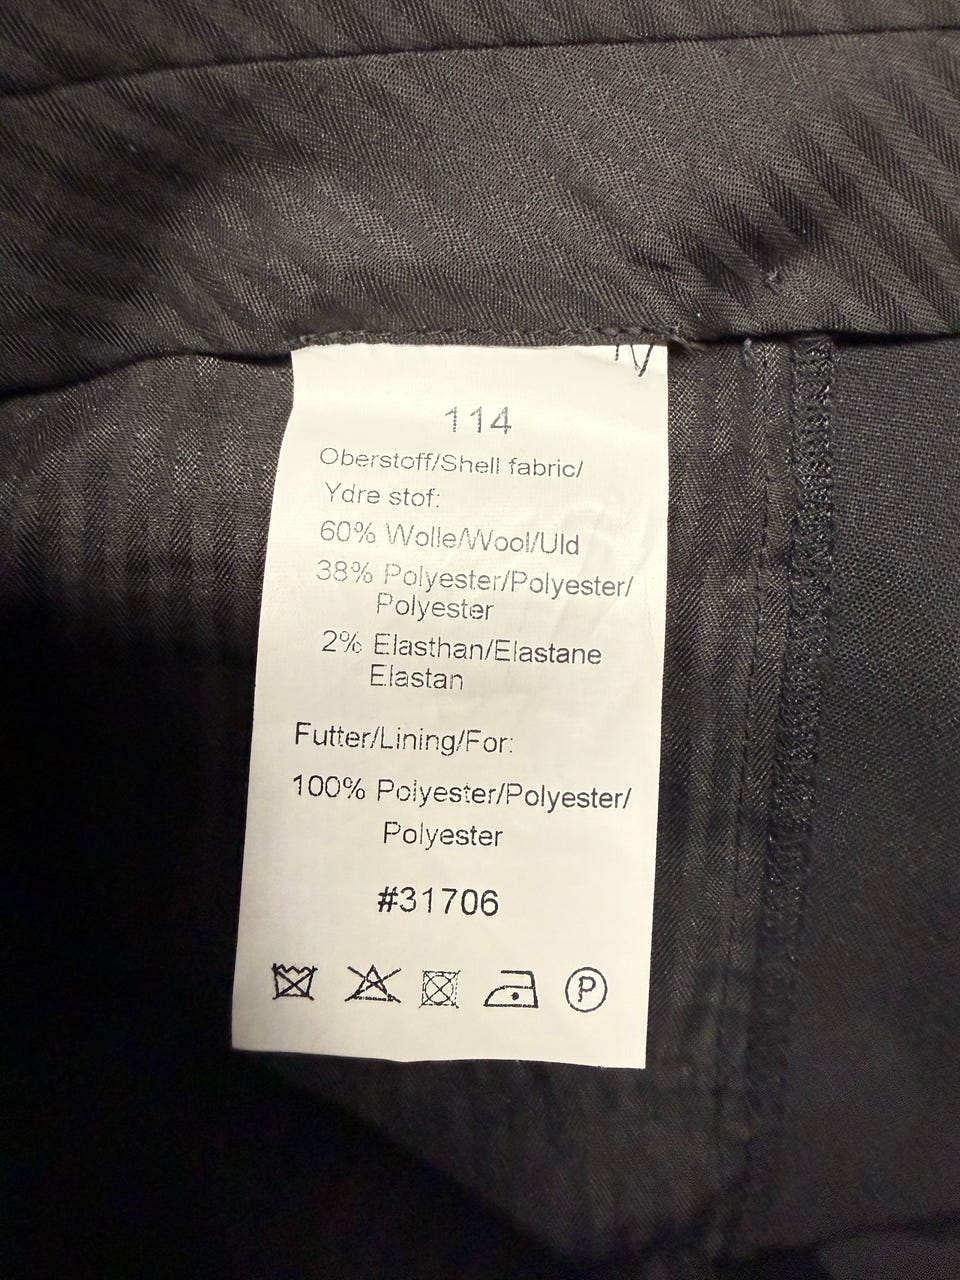 114
Oberstoff/Shell fabric/
Ydre stof:
60% Wolle/Wool/Uld
38% Polyester/Polyester/
Polyester
2% Elasthan/Elastane
Elastan
Futter/Lining/For:
100% Polyester/Polyester/
Polyester
#31706
P